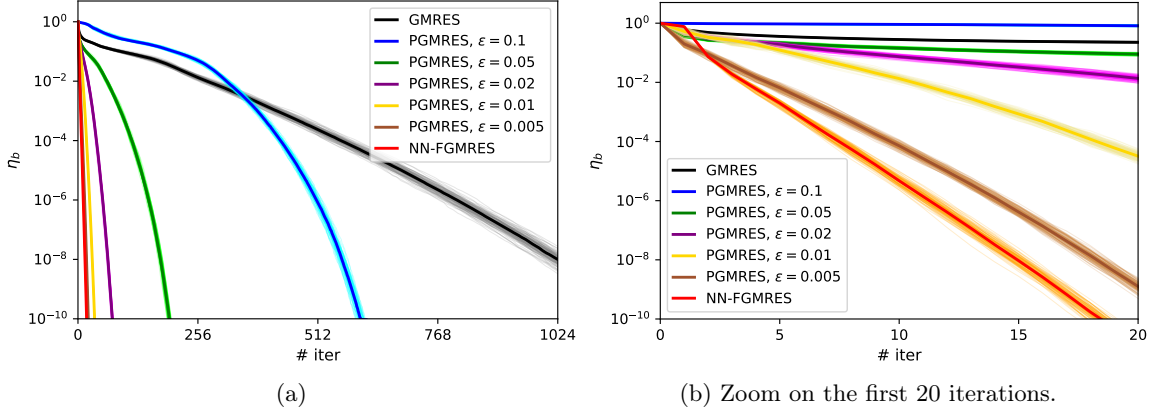 10⁰
10⁻²
10⁻⁴
10⁻⁶
10⁻⁸
10⁻¹⁰
η_b
0
256
512
768
1024
# iter
GMRES
PGMRES, ε = 0.1
PGMRES, ε = 0.05
PGMRES, ε = 0.02
PGMRES, ε = 0.01
PGMRES, ε = 0.005
NN-FGMRES
(a)
10⁰
10⁻²
10⁻⁴
10⁻⁶
10⁻⁸
10⁻¹⁰
η_b
0
5
10
15
20
# iter
GMRES
PGMRES, ε = 0.1
PGMRES, ε = 0.05
PGMRES, ε = 0.02
PGMRES, ε = 0.01
PGMRES, ε = 0.005
NN-FGMRES
(b) Zoom on the first 20 iterations.